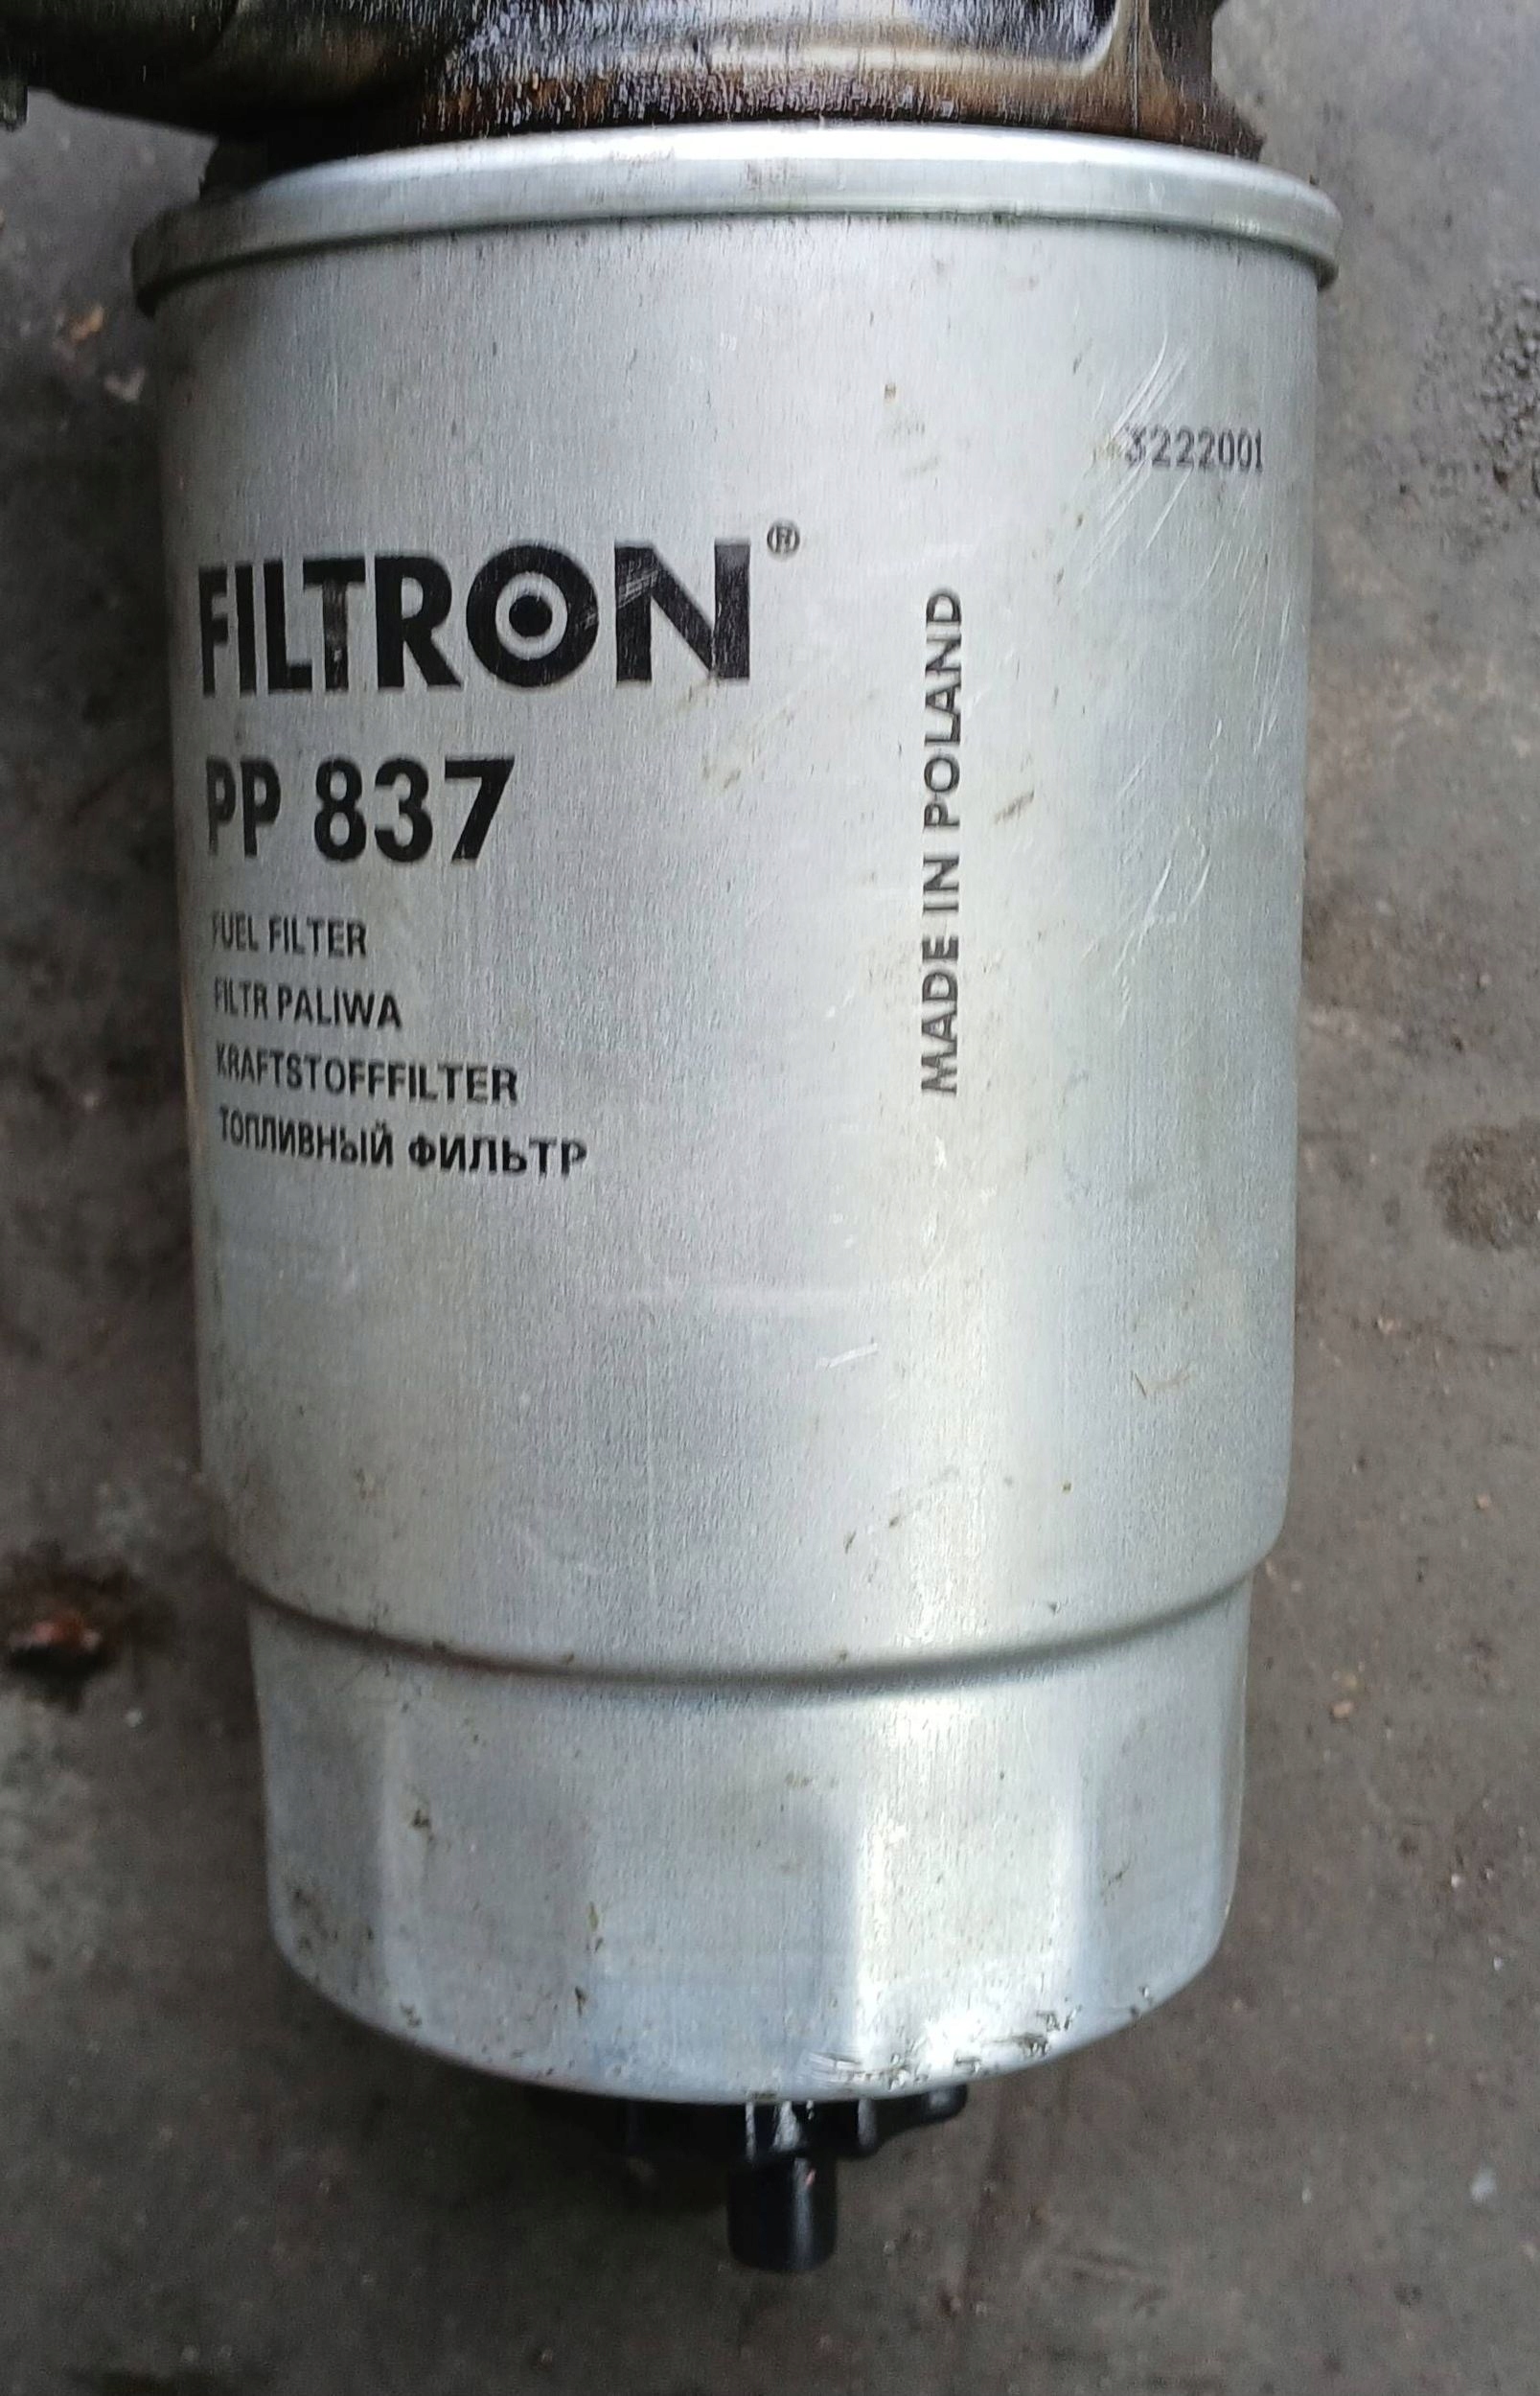 3222001
FILTRON®
PP 837
FUEL FILTER
FILTR PALIWA
KRAFTSTOFFFILTER
ТОПЛИВНЫЙ ФИЛЬТР
MADE IN POLAND